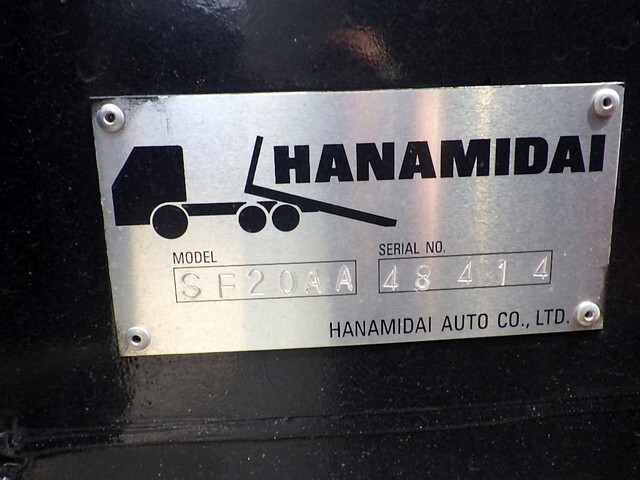 HANAMIDAI
MODEL
SF20AA
SERIAL NO.
48414
HANAMIDAI AUTO CO., LTD.